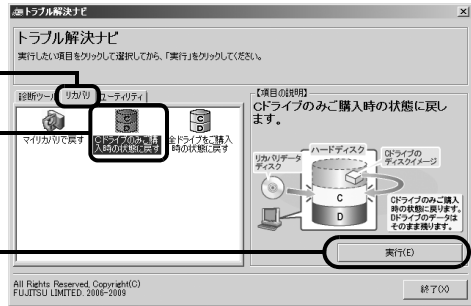 トラブル解決ナビ
トラブル解決ナビ
実行したい項目をクリックして選択してから、「実行」をクリックしてください。
診断ツール
リカバリ
ユーティリティ
マイリカバリで戻す
Cドライブのみご購
入時の状態に戻す
全ドライブをご購入
時の状態に戻す
【項目の説明】
Cドライブのみご購入時の状態に戻し
ます。
リカバリデータ
ディスク
ハードディスク
Cドライブの
ディスクイメージ
C
D
Cドライブのみご購入
時の状態に戻ります。
Dドライブのデータは
そのまま残ります。
実行(E)
All Rights Reserved, Copyright(C)
FUJITSU LIMITED. 2006-2009
終了(X)